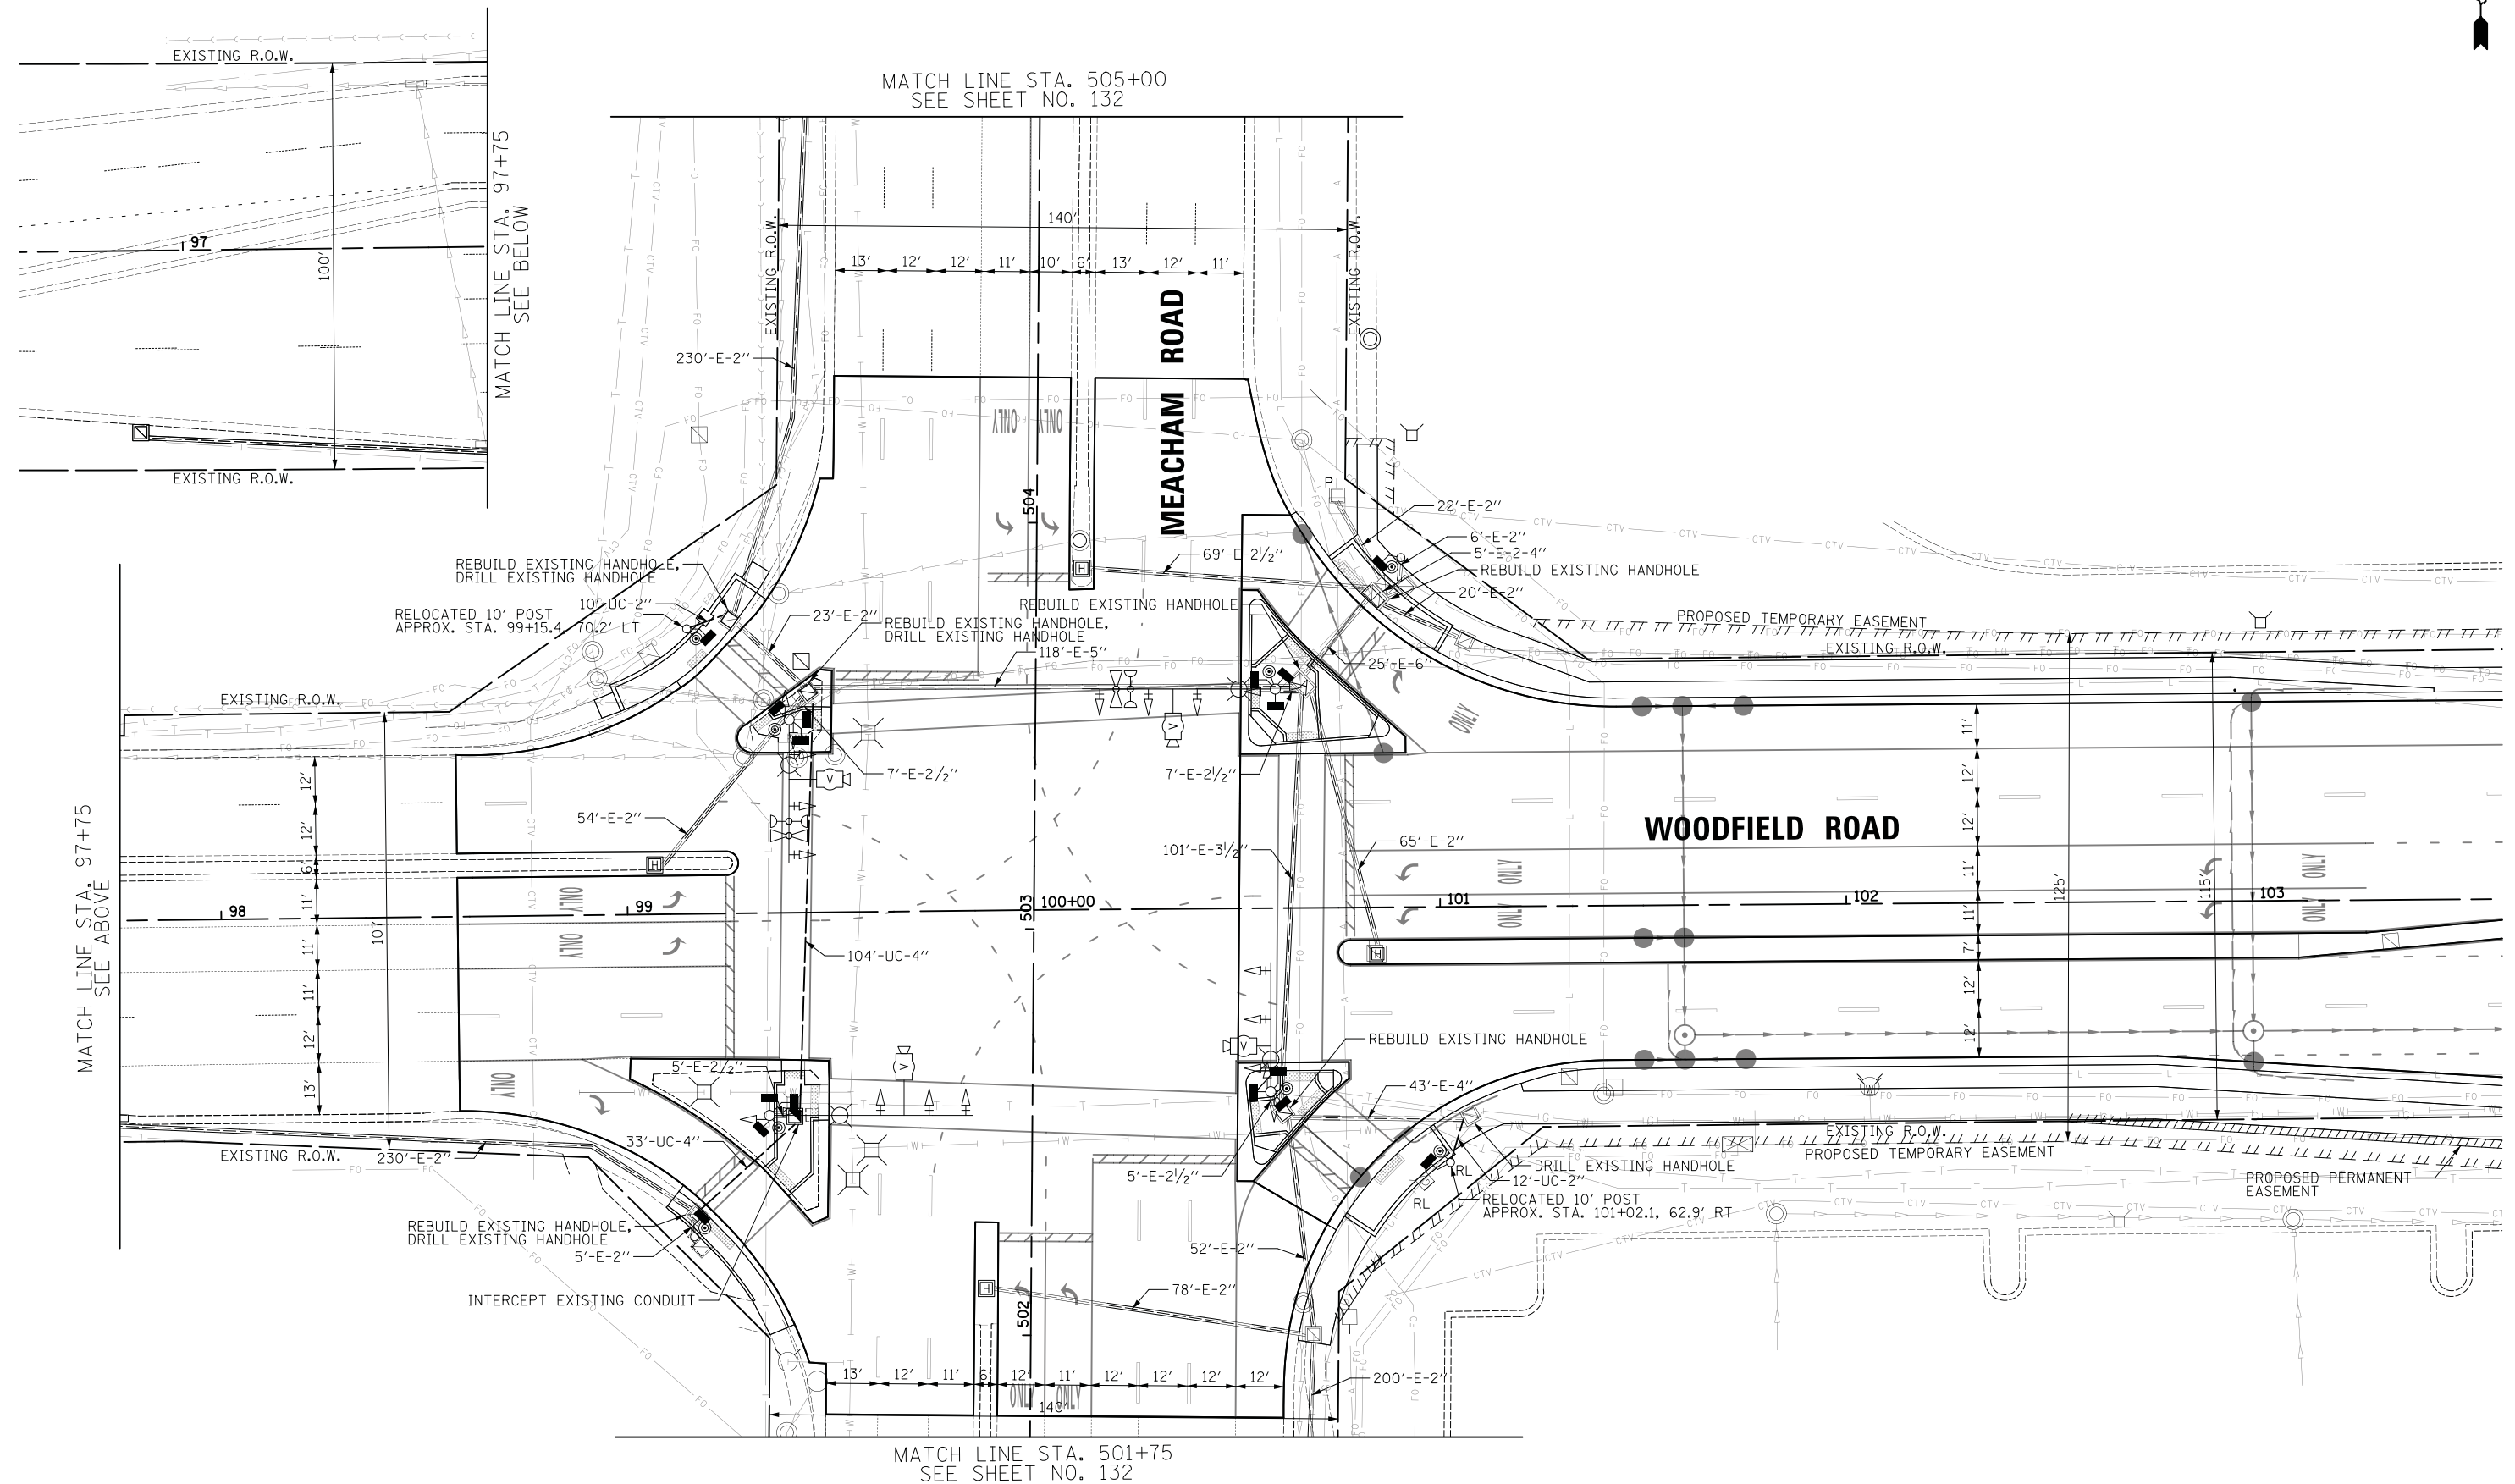 EXISTING R.O.W.
100'
97
EXISTING R.O.W.
MATCH LINE STA. 97+75
SEE BELOW
MATCH LINE STA. 505+00
SEE SHEET NO. 132
EXISTING R.O.W.
140'
EXISTING R.O.W.
13' 12' 12' 11' 10' 6' 13' 12' 11'
MEACHAM ROAD
230'-E-2"
ONLY ONLY
504
REBUILD EXISTING HANDHOLE,
DRILL EXISTING HANDHOLE
10'-UC-2"
RELOCATED 10' POST
APPROX. STA. 99+15.4, 70.2' LT
23'-E-2"
REBUILD EXISTING HANDHOLE,
DRILL EXISTING HANDHOLE
118'-E-5"
69'-E-2½"
REBUILD EXISTING HANDHOLE
22'-E-2"
6'-E-2"
5'-E-2-4"
REBUILD EXISTING HANDHOLE
20'-E-2"
25'-E-6"
PROPOSED TEMPORARY EASEMENT
EXISTING R.O.W.
EXISTING R.O.W.
MATCH LINE STA. 97+75
SEE ABOVE
107'
12'
12'
6'
11'
11'
11'
12'
13'
98
99
ONLY
ONLY
ONLY
54'-E-2"
7'-E-2½"
7'-E-2½"
V
V
H
H
H
H
P
ONLY
101'-E-3½"
65'-E-2"
WOODFIELD ROAD
104'-UC-4"
503
100+00
101
102
103
ONLY
ONLY
ONLY
ONLY
11'
12'
12'
11'
11'
7'
12'
12'
125'
115'
V
V
REBUILD EXISTING HANDHOLE
5'-E-2½"
43'-E-4"
33'-UC-4"
230'-E-2"
EXISTING R.O.W.
EXISTING R.O.W.
PROPOSED TEMPORARY EASEMENT
PROPOSED PERMANENT
EASEMENT
DRILL EXISTING HANDHOLE
12'-UC-2"
RL
RL
RELOCATED 10' POST
APPROX. STA. 101+02.1, 62.9' RT
5'-E-2½"
REBUILD EXISTING HANDHOLE,
DRILL EXISTING HANDHOLE
5'-E-2"
INTERCEPT EXISTING CONDUIT
52'-E-2"
78'-E-2"
502
200'-E-2"
13' 12' 11' 6' 12' 11' 12' 12' 12' 12'
ONLY ONLY
140'
MATCH LINE STA. 501+75
SEE SHEET NO. 132